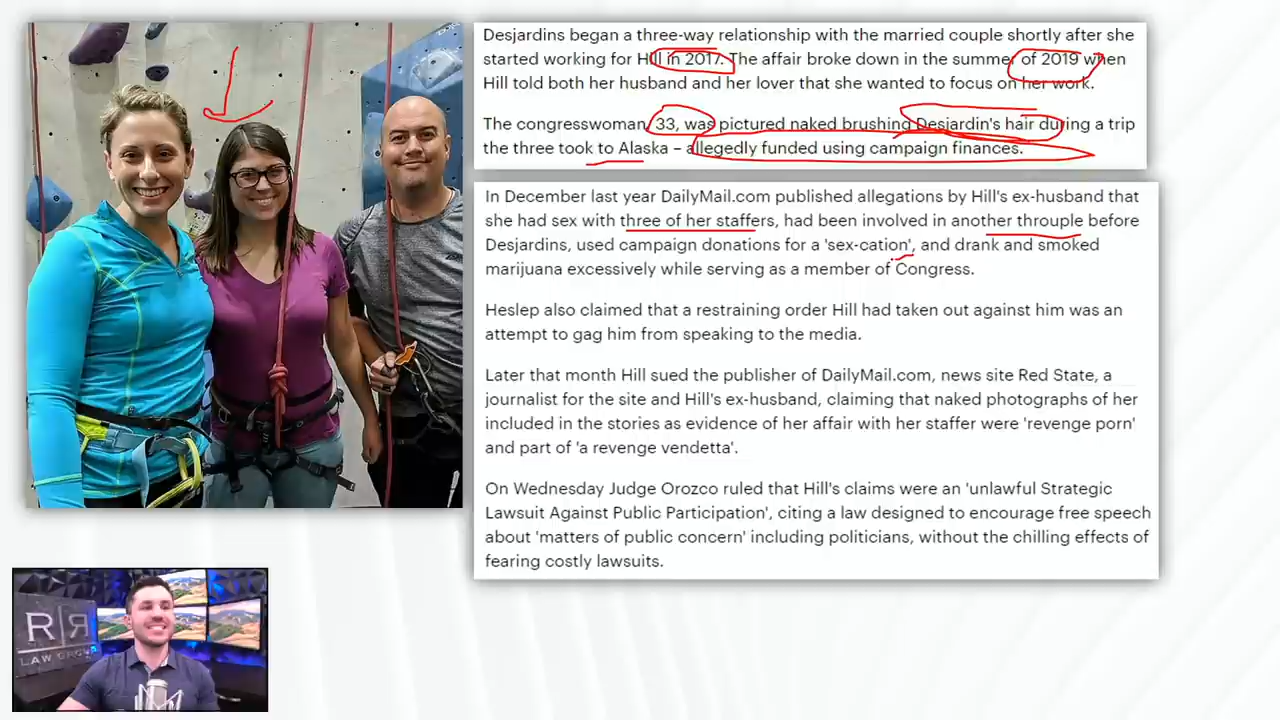 Desjardins began a three-way relationship with the married couple shortly after she
started working for Hill in 2017. The affair broke down in the summer of 2019 when
Hill told both her husband and her lover that she wanted to focus on her work.
The congresswoman, 33, was pictured naked brushing Desjardin's hair during a trip
the three took to Alaska – allegedly funded using campaign finances.
In December last year DailyMail.com published allegations by Hill's ex-husband that
she had sex with three of her staffers, had been involved in another throuple before
Desjardins, used campaign donations for a 'sex-cation', and drank and smoked
marijuana excessively while serving as a member of Congress.
Heslep also claimed that a restraining order Hill had taken out against him was an
attempt to gag him from speaking to the media.
Later that month Hill sued the publisher of DailyMail.com, news site Red State, a
journalist for the site and Hill's ex-husband, claiming that naked photographs of her
included in the stories as evidence of her affair with her staffer were 'revenge porn'
and part of 'a revenge vendetta'.
On Wednesday Judge Orozco ruled that Hill's claims were an 'unlawful Strategic
Lawsuit Against Public Participation', citing a law designed to encourage free speech
about 'matters of public concern' including politicians, without the chilling effects of
fearing costly lawsuits.
R|R
LAW GROUP